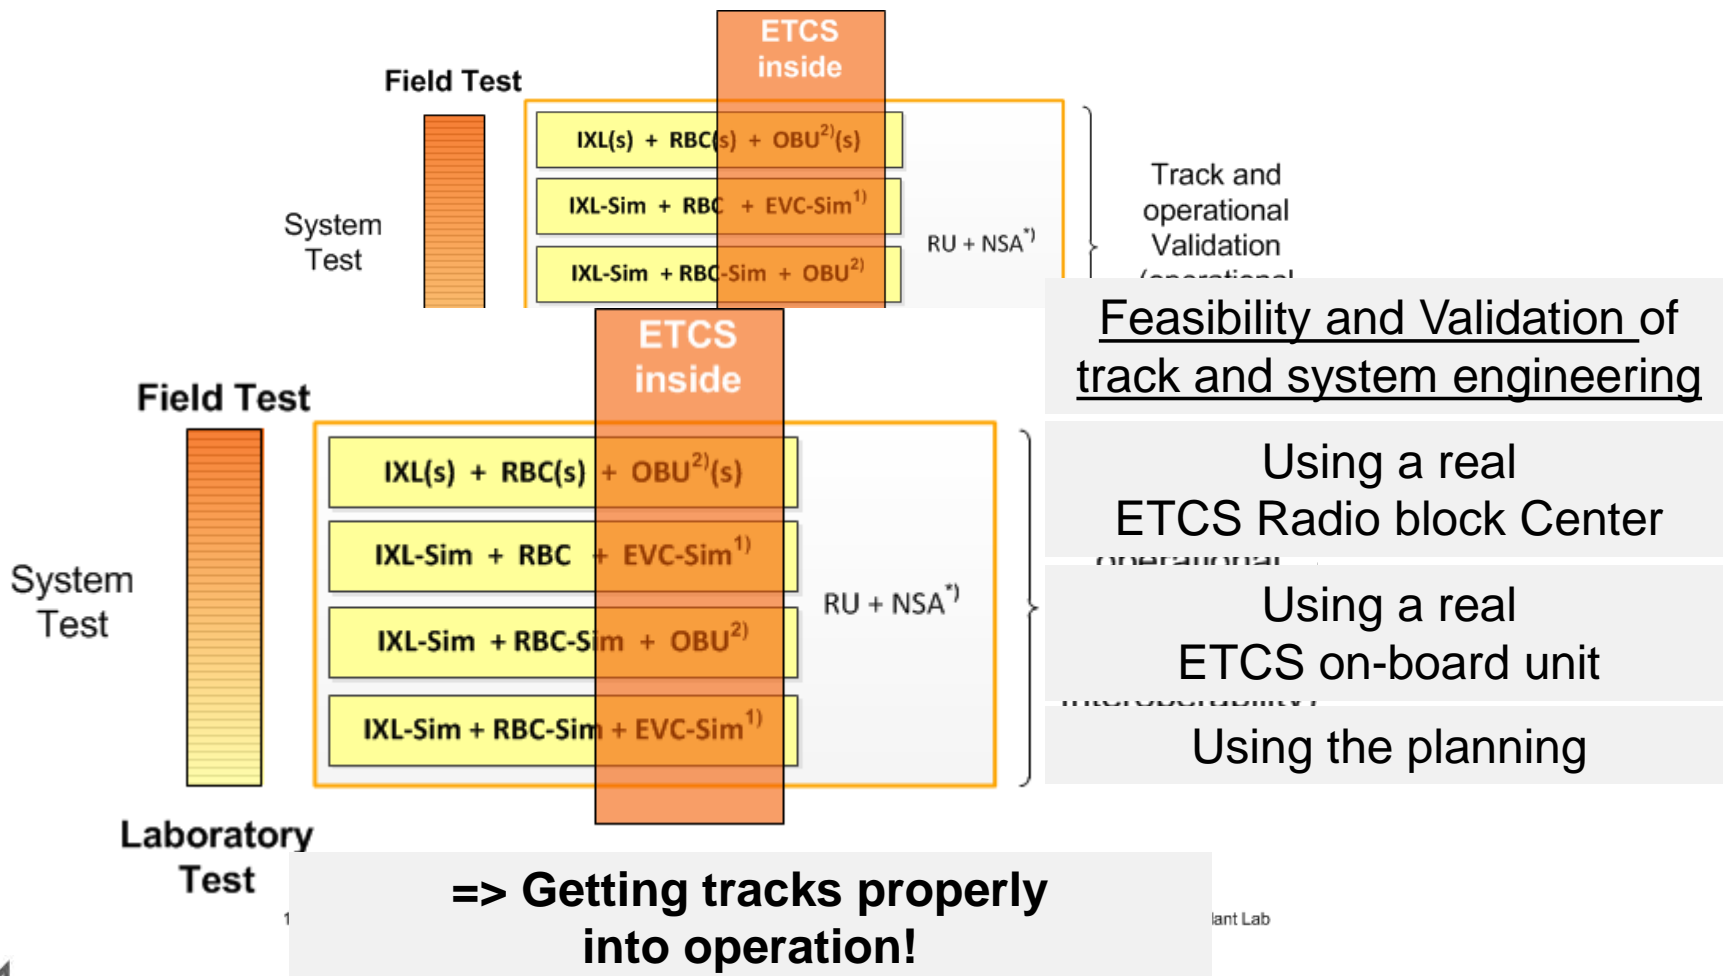 ETCS
inside
Field Test
IXL(s) + RBC(s) + OBU2)(s)
IXL-Sim + RBC + EVC-Sim1)
IXL-Sim + RBC-Sim + OBU2)
System
Test
RU + NSA*)
Track and
operational
Validation
(operational
ETCS
inside
Field Test
IXL(s) + RBC(s) + OBU2)(s)
IXL-Sim + RBC + EVC-Sim1)
IXL-Sim + RBC-Sim + OBU2)
IXL-Sim + RBC-Sim + EVC-Sim1)
System
Test
RU + NSA*)
Laboratory
Test
Feasibility and Validation of
track and system engineering
Using a real
ETCS Radio block Center
operational
Using a real
ETCS on-board unit
interoperability)
Using the planning
=> Getting tracks properly
into operation!
Lab